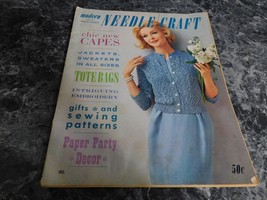 NEEDLE CRAFT
chic new
CAPES
JACKETS,
SWEATERS
IN ALL SIZES
TOTE BAGS
INTRIGUING
EMBROIDERY
gifts and
sewing
patterns
Paper Party
Decor
50¢